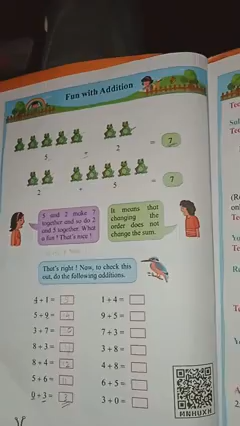 Fun with Addition
5 + 2 = 7
2 + 5 = 7
5 and 2 make 7
together and so do 2
and 5 together. What
a fun! That's nice!
It means that
changing the
order does not
change the sum.
That's right! Now, to check this
out, do the following additions.
4 + 1 =
1 + 4 =
5 + 9 =
9 + 5 =
3 + 7 =
7 + 3 =
8 + 3 =
3 + 8 =
8 + 4 =
4 + 8 =
5 + 6 =
6 + 5 =
0 + 3 = 3
3 + 0 =
MNHUXH